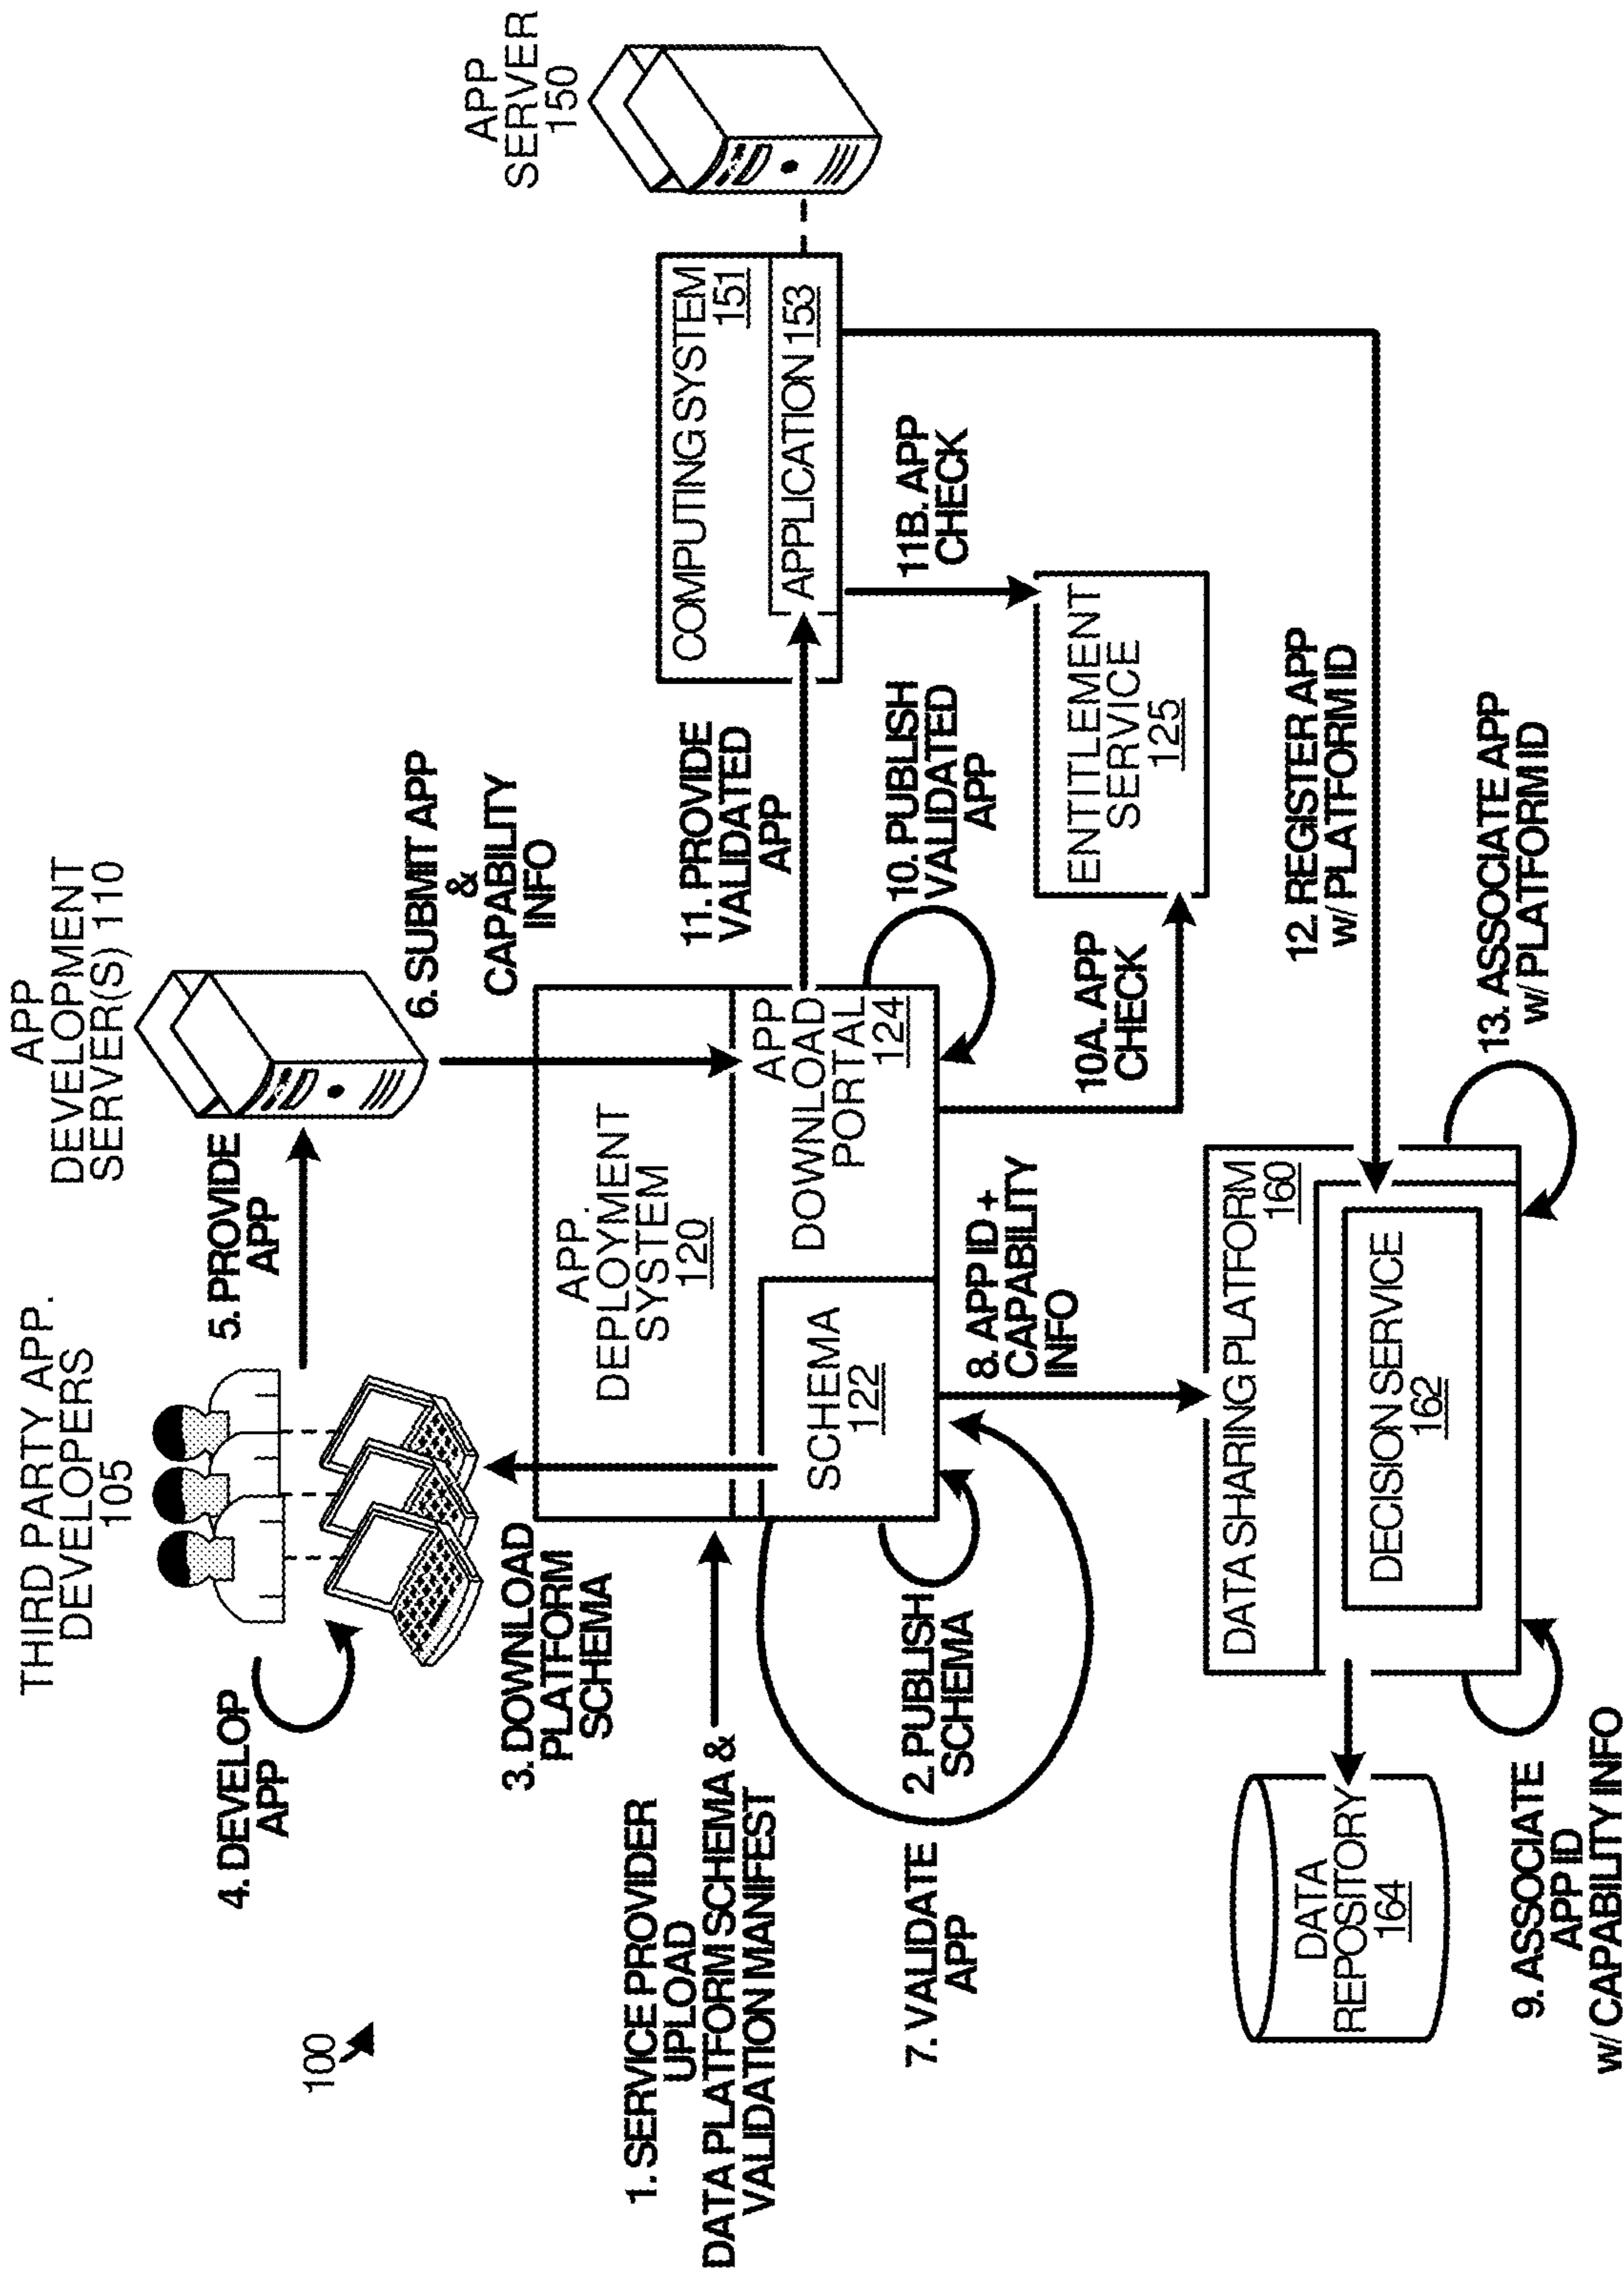 100
THIRD PARTY APP.
DEVELOPERS
105
APP
DEVELOPMENT
SERVER(S) 110
4. DEVELOP
APP
5. PROVIDE
APP
3. DOWNLOAD
PLATFORM
SCHEMA
6. SUBMIT APP
&
CAPABILITY
INFO
APP
SERVER
150
1. SERVICE PROVIDER
UPLOAD
DATA PLATFORM SCHEMA &
VALIDATION MANIFEST
APP.
DEPLOYMENT
SYSTEM
120
SCHEMA
122
APP
DOWNLOAD
PORTAL
124
11. PROVIDE
VALIDATED
APP
COMPUTING SYSTEM
151
APPLICATION 153
7. VALIDATE
APP
2. PUBLISH
SCHEMA
8. APP ID +
CAPABILITY
INFO
10. PUBLISH
VALIDATED
APP
10A. APP
CHECK
11B. APP
CHECK
ENTITLEMENT
SERVICE
125
DATA
REPOSITORY
164
DATA SHARING PLATFORM
160
DECISION SERVICE
162
12. REGISTER APP
w/ PLATFORM ID
9. ASSOCIATE
APP ID
w/ CAPABILITY INFO
13. ASSOCIATE APP
w/ PLATFORM ID